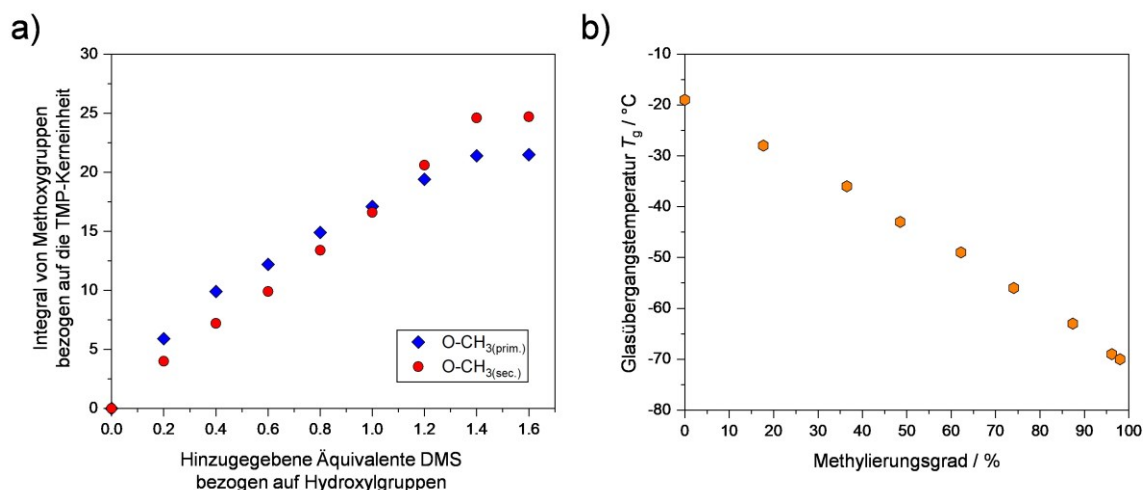 a)
Integral von Methoxygruppen
bezogen auf die TMP-Kerneinheit
30
25
20
15
10
5
0
0.0 0.2 0.4 0.6 0.8 1.0 1.2 1.4 1.6
Hinzugegebene Äquivalente DMS
bezogen auf Hydroxylgruppen
O-CH3(prim.)
O-CH3(sec.)
b)
Glasübergangstemperatur Tg / °C
-10
-20
-30
-40
-50
-60
-70
-80
0 10 20 30 40 50 60 70 80 90 100
Methylierungsgrad / %